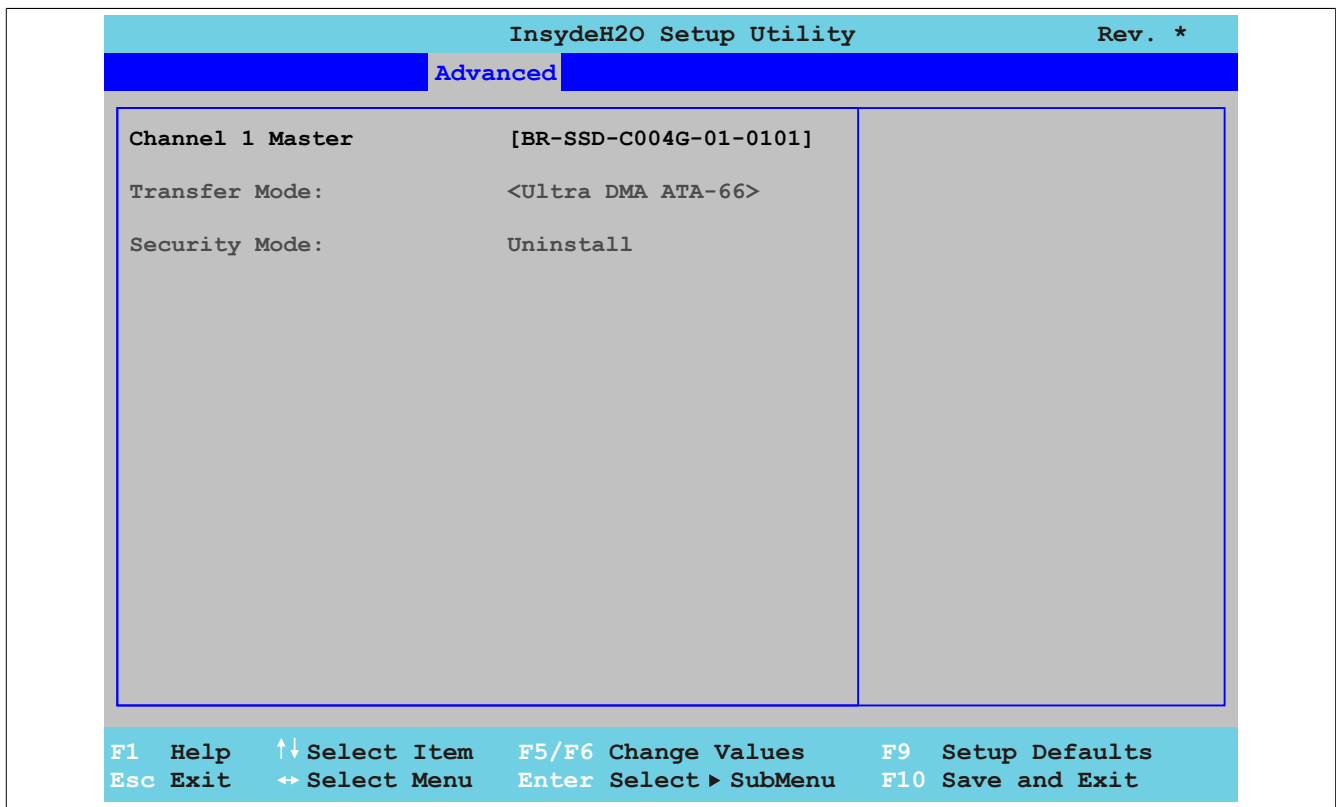 InsydeH2O Setup Utility Rev. *
Advanced
Channel 1 Master [BR-SSD-C004G-01-0101]
Transfer Mode: <Ultra DMA ATA-66>
Security Mode: Uninstall
F1 Help ↑↓ Select Item F5/F6 Change Values F9 Setup Defaults
Esc Exit ↔ Select Menu Enter Select ▶ SubMenu F10 Save and Exit